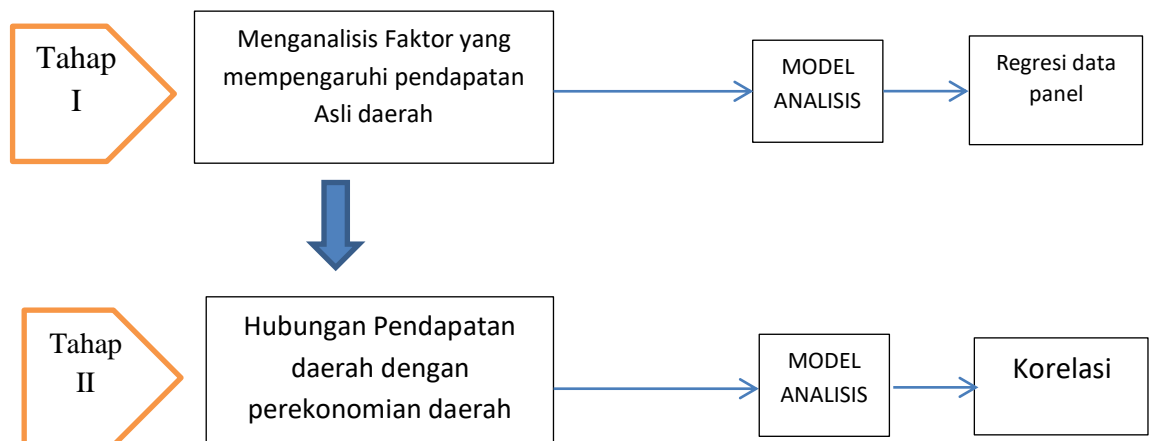 Tahap
I
Menganalisis Faktor yang
mempengaruhi pendapatan
Asli daerah
MODEL
ANALISIS
Regresi data
panel
Tahap
II
Hubungan Pendapatan
daerah dengan
perekonomian daerah
MODEL
ANALISIS
Korelasi